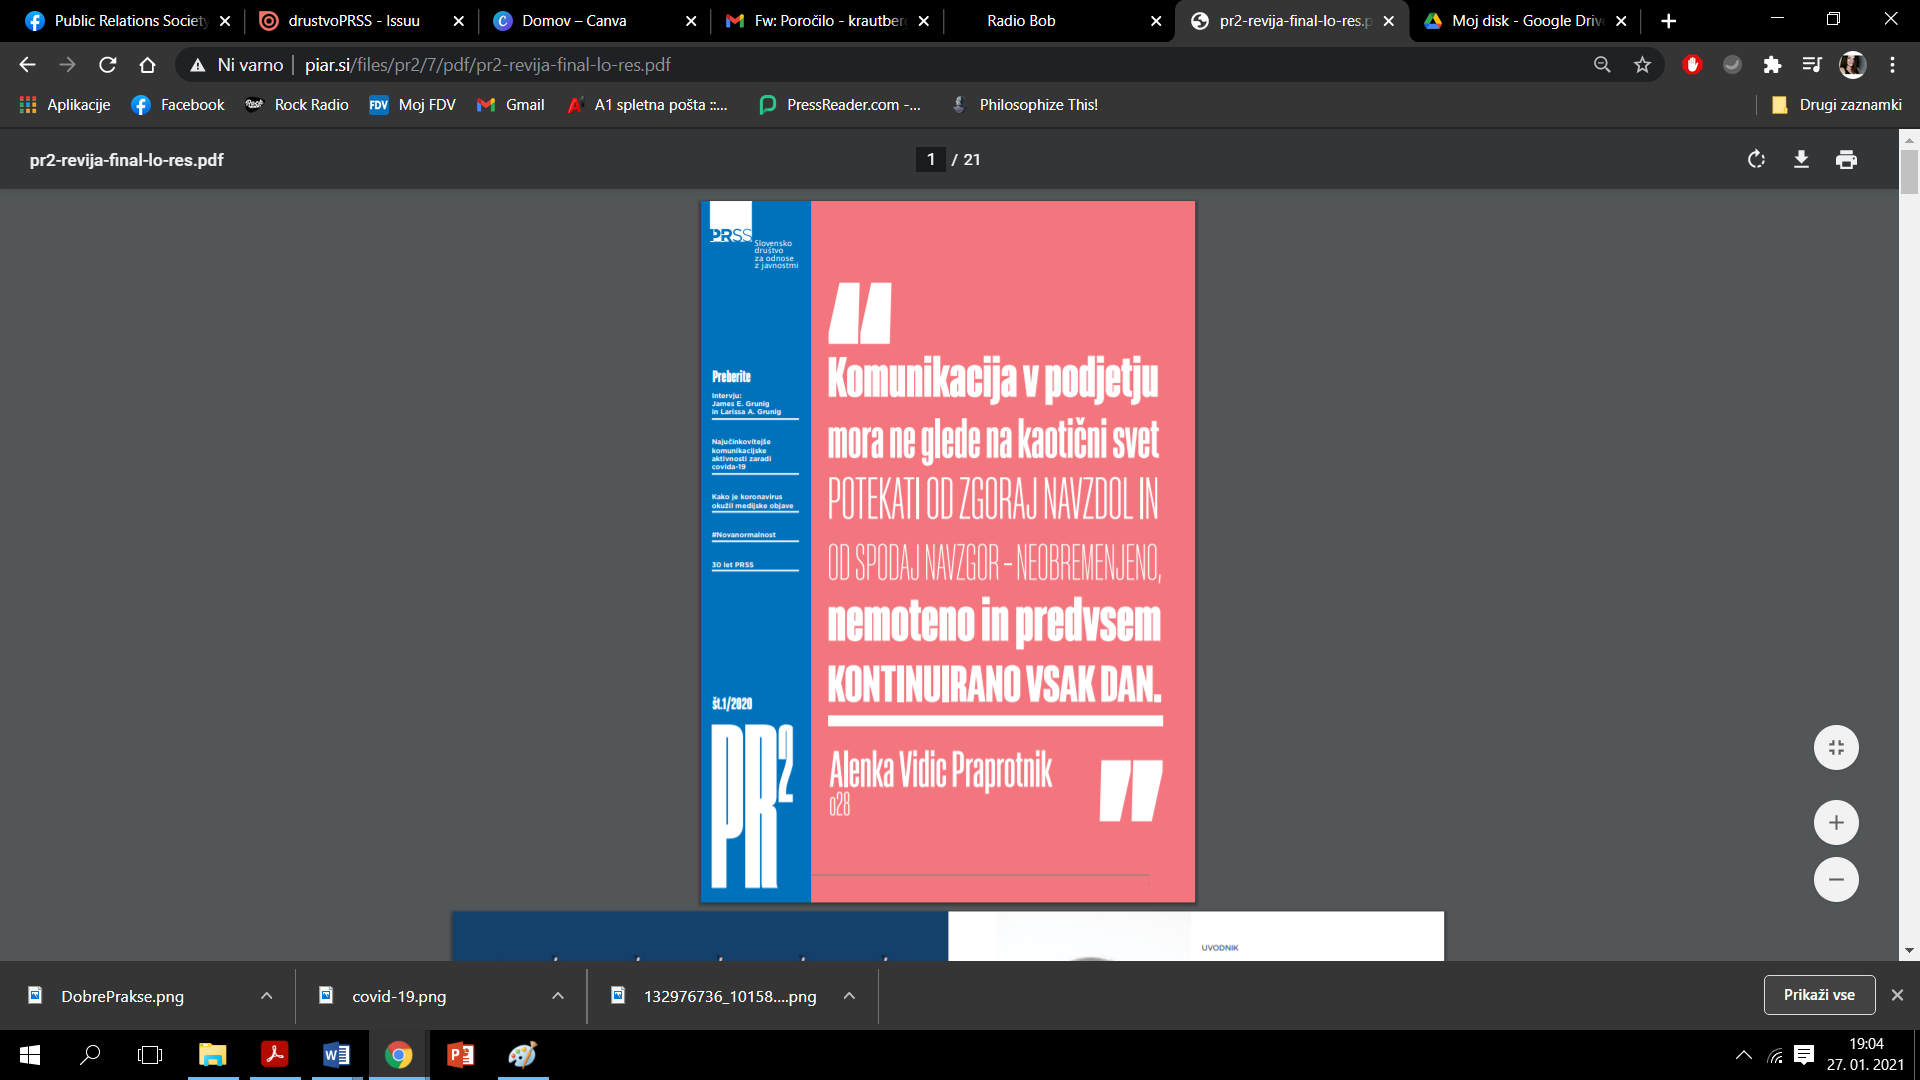 Public Relations Society
drustvoPRSS - Issuu
Domov – Canva
Fw: Poročilo - krautber
Radio Bob
pr2-revija-final-lo-res.p
Moj disk - Google Drive
Ni varno
piar.si/files/pr2/7/pdf/pr2-revija-final-lo-res.pdf
Aplikacije
Facebook
Rock Radio
FDV
Moj FDV
Gmail
A1 spletna pošta ::...
PressReader.com -...
Philosophize This!
Drugi zaznamki
pr2-revija-final-lo-res.pdf
1 / 21
PRSS
Slovensko
društvo
za odnose
z javnostmi
Preberite
Intervju:
James E. Grunig
in Larissa A. Grunig
Najučinkovitejše
komunikacijske
aktivnosti zaradi
covida-19
Kako je koronavirus
okužil medijske objave
#Novanormalnost
30 let PRSS
št.1/2020
PR2
Komunikacija v podjetju
mora ne glede na kaotični svet
POTEKATI OD ZGORAJ NAVZDOL IN
OD SPODAJ NAVZGOR – NEOBREMENJENO,
nemoteno in predvsem
KONTINUIRANO VSAK DAN.
Alenka Vidic Praprotnik
o28
UVODNIK
DobrePrakse.png
covid-19.png
132976736_10158....png
Prikaži vse
19:04
27. 01. 2021